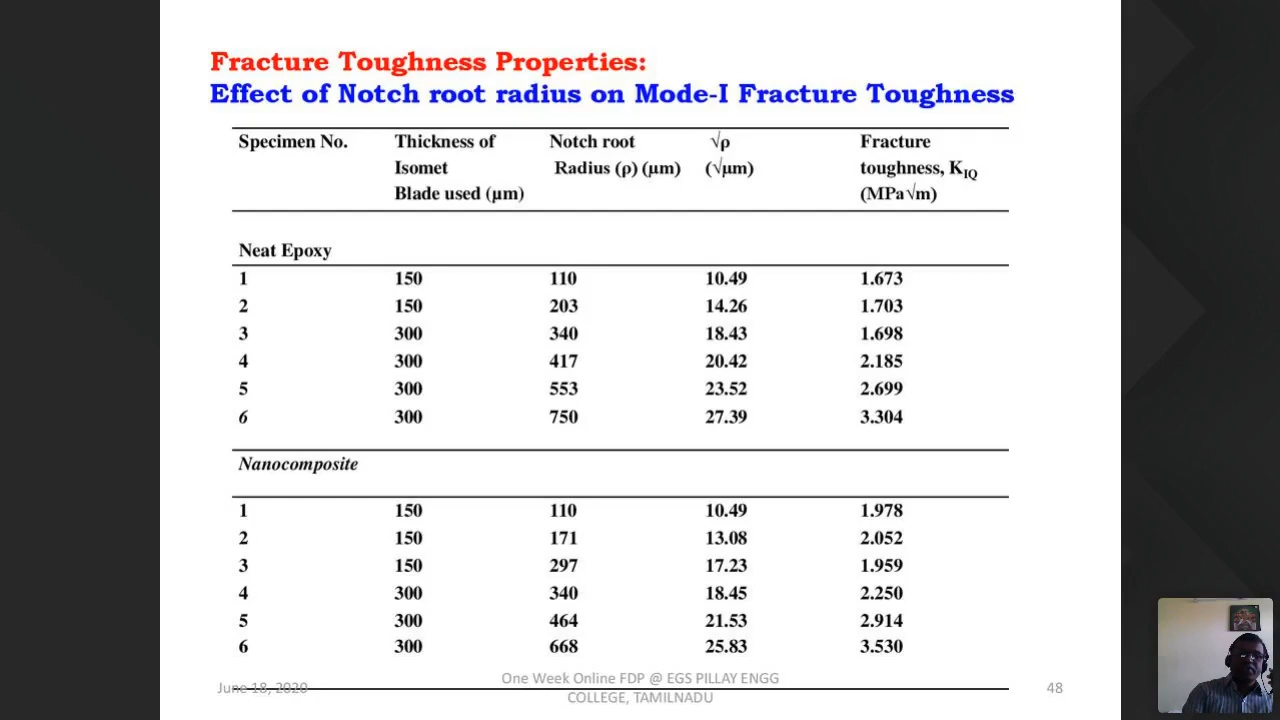 Fracture Toughness Properties:
Effect of Notch root radius on Mode-I Fracture Toughness
Specimen No. Thickness of Isomet Blade used (µm) Notch root Radius (ρ) (µm) √ρ (√µm) Fracture toughness, KIQ (MPa√m)
Neat Epoxy
1 150 110 10.49 1.673
2 150 203 14.26 1.703
3 300 340 18.43 1.698
4 300 417 20.42 2.185
5 300 553 23.52 2.699
6 300 750 27.39 3.304
Nanocomposite
1 150 110 10.49 1.978
2 150 171 13.08 2.052
3 150 297 17.23 1.959
4 300 340 18.45 2.250
5 300 464 21.53 2.914
6 300 668 25.83 3.530
June 18, 2020
One Week Online FDP @ EGS PILLAY ENGG
COLLEGE, TAMILNADU
48